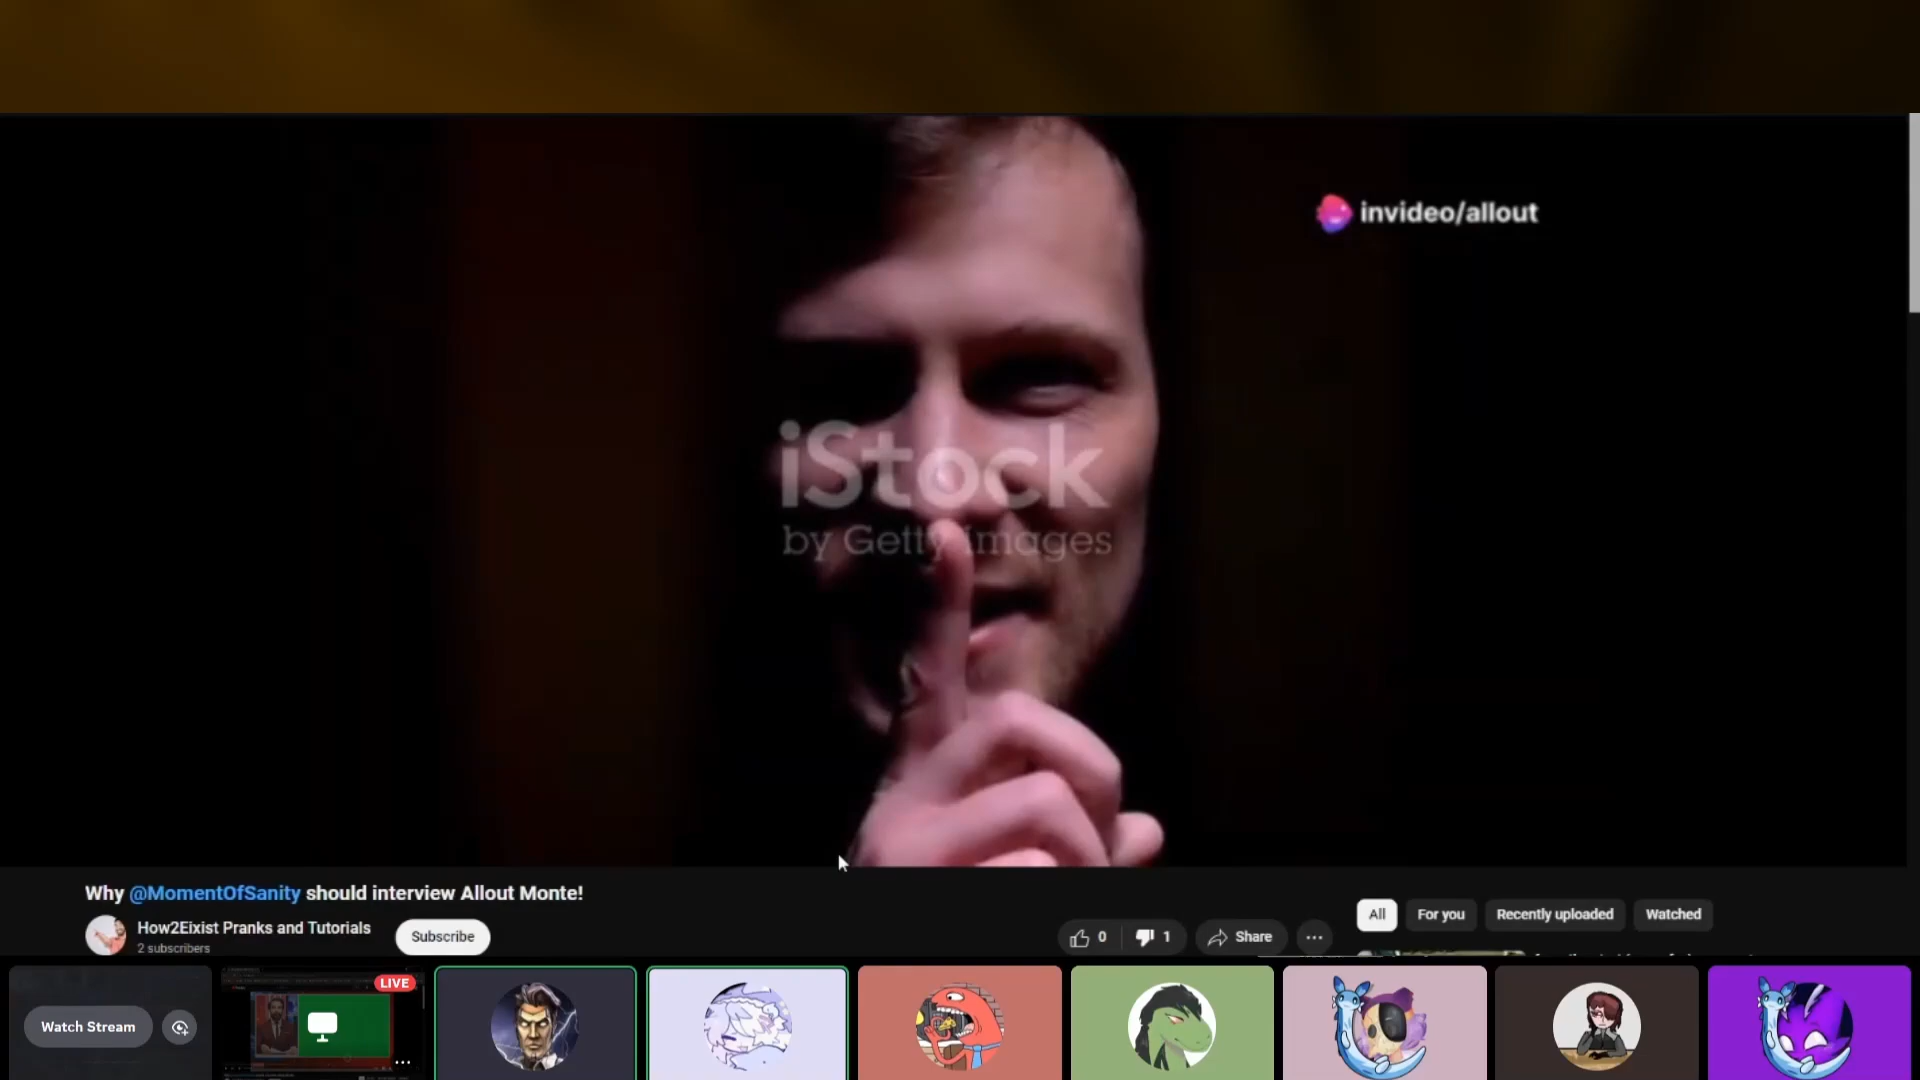 invideo/allout
iStock
by Getty Images
Why @MomentOfSanity should interview Allout Monte!
How2Eixist Pranks and Tutorials
2 subscribers
Subscribe
0
1
Share
All
For you
Recently uploaded
Watched
Watch Stream
LIVE